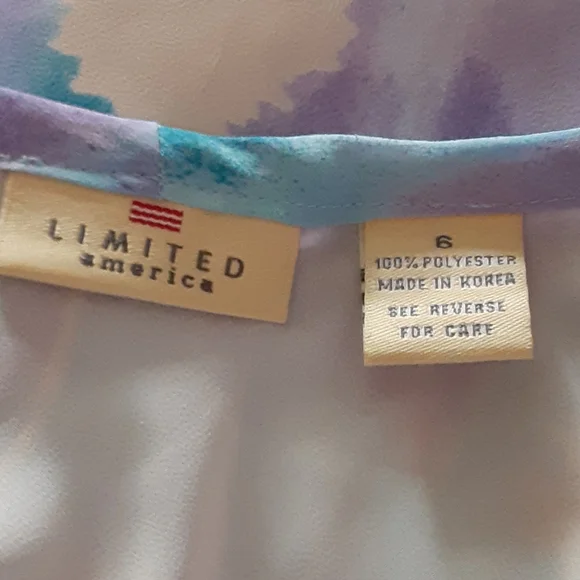 LIMITED
america
6
100% POLYESTER
MADE IN KOREA
SEE REVERSE
FOR CARE